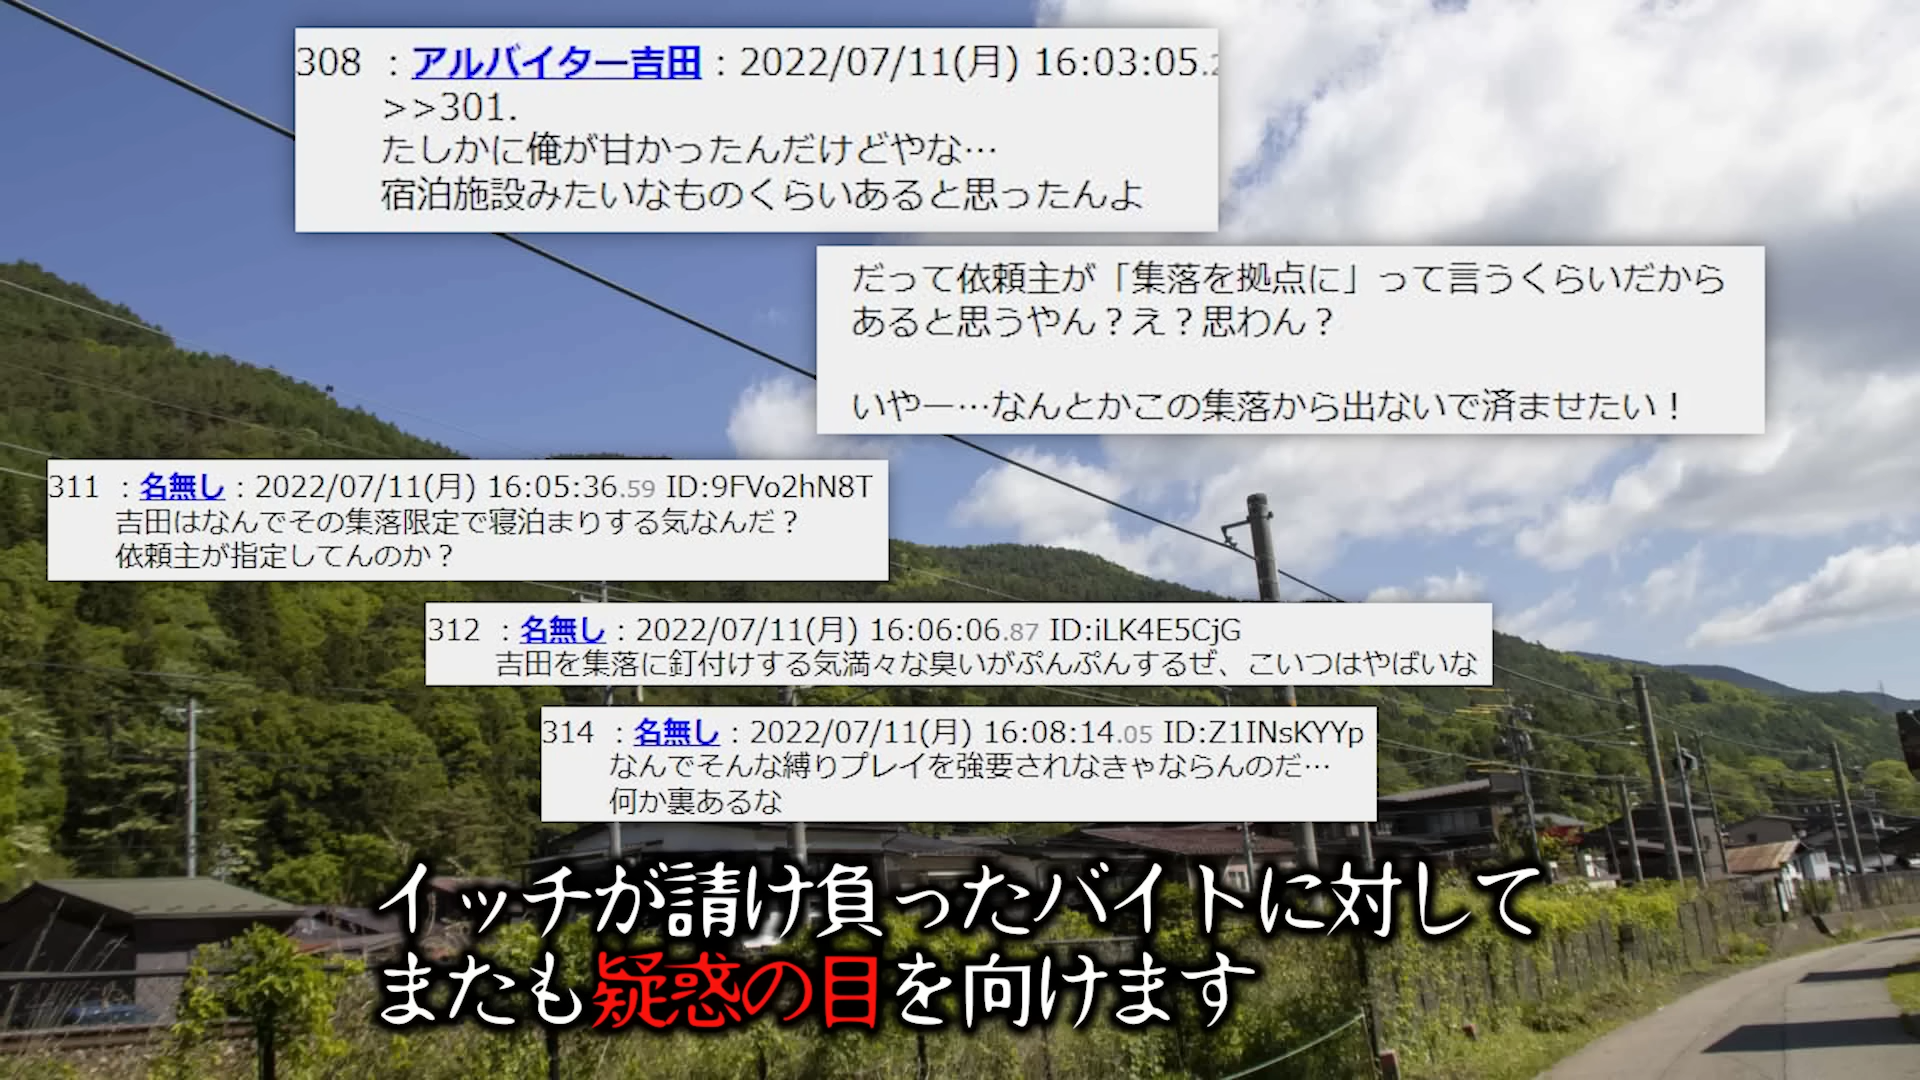 308 ：アルバイター吉田：2022/07/11(月) 16:03:05.2
>>301.
たしかに俺が甘かったんだけどやな…
宿泊施設みたいなものくらいあると思ったんよ
だって依頼主が「集落を拠点に」って言うくらいだから
あると思うやん？え？思わん？
いやー…なんとかこの集落から出ないで済ませたい！
311 ：名無し：2022/07/11(月) 16:05:36.59 ID:9FVo2hN8T
吉田はなんでその集落限定で寝泊まりする気なんだ？
依頼主が指定してんのか？
312 ：名無し：2022/07/11(月) 16:06:06.87 ID:iLK4E5CjG
吉田を集落に釘付けする気満々な臭いがぷんぷんするぜ、こいつはやばいな
314 ：名無し：2022/07/11(月) 16:08:14.05 ID:Z1INsKYYp
なんでそんな縛りプレイを強要されなきゃならんのだ…
何か裏あるな
イッチが請け負ったバイトに対して
またも疑惑の目を向けます